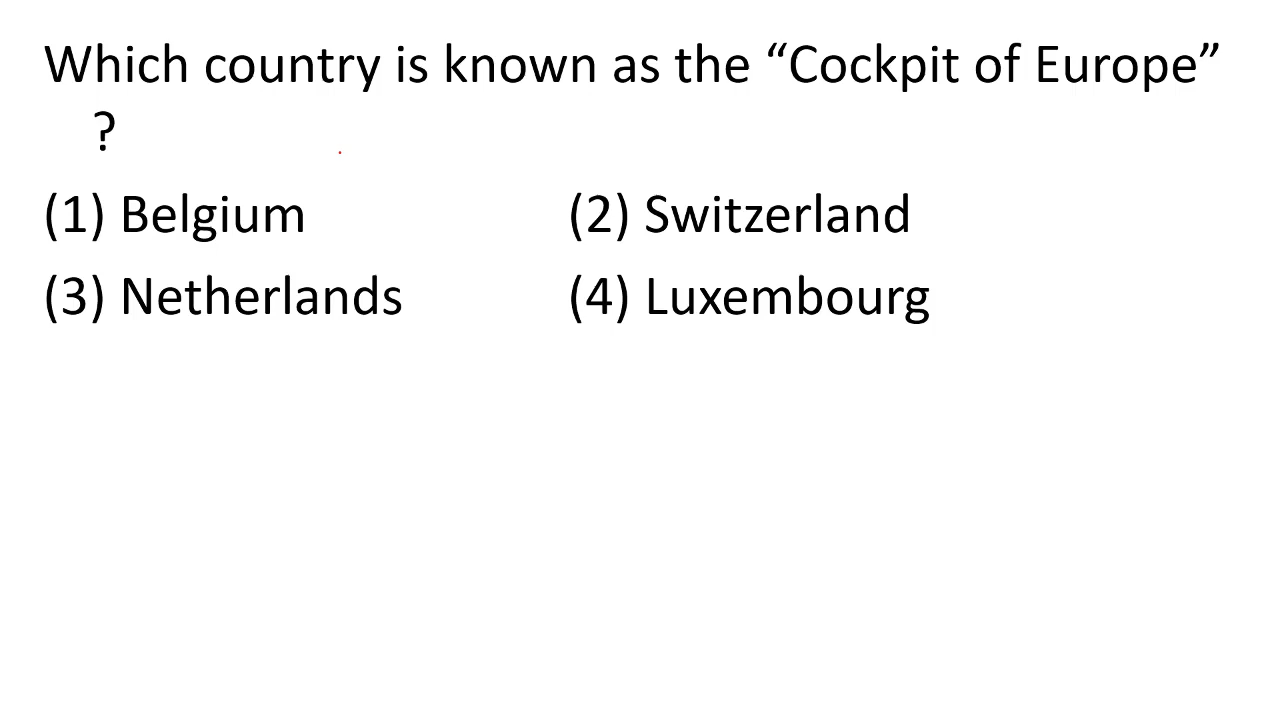 Which country is known as the “Cockpit of Europe”
?
(1) Belgium (2) Switzerland
(3) Netherlands (4) Luxembourg